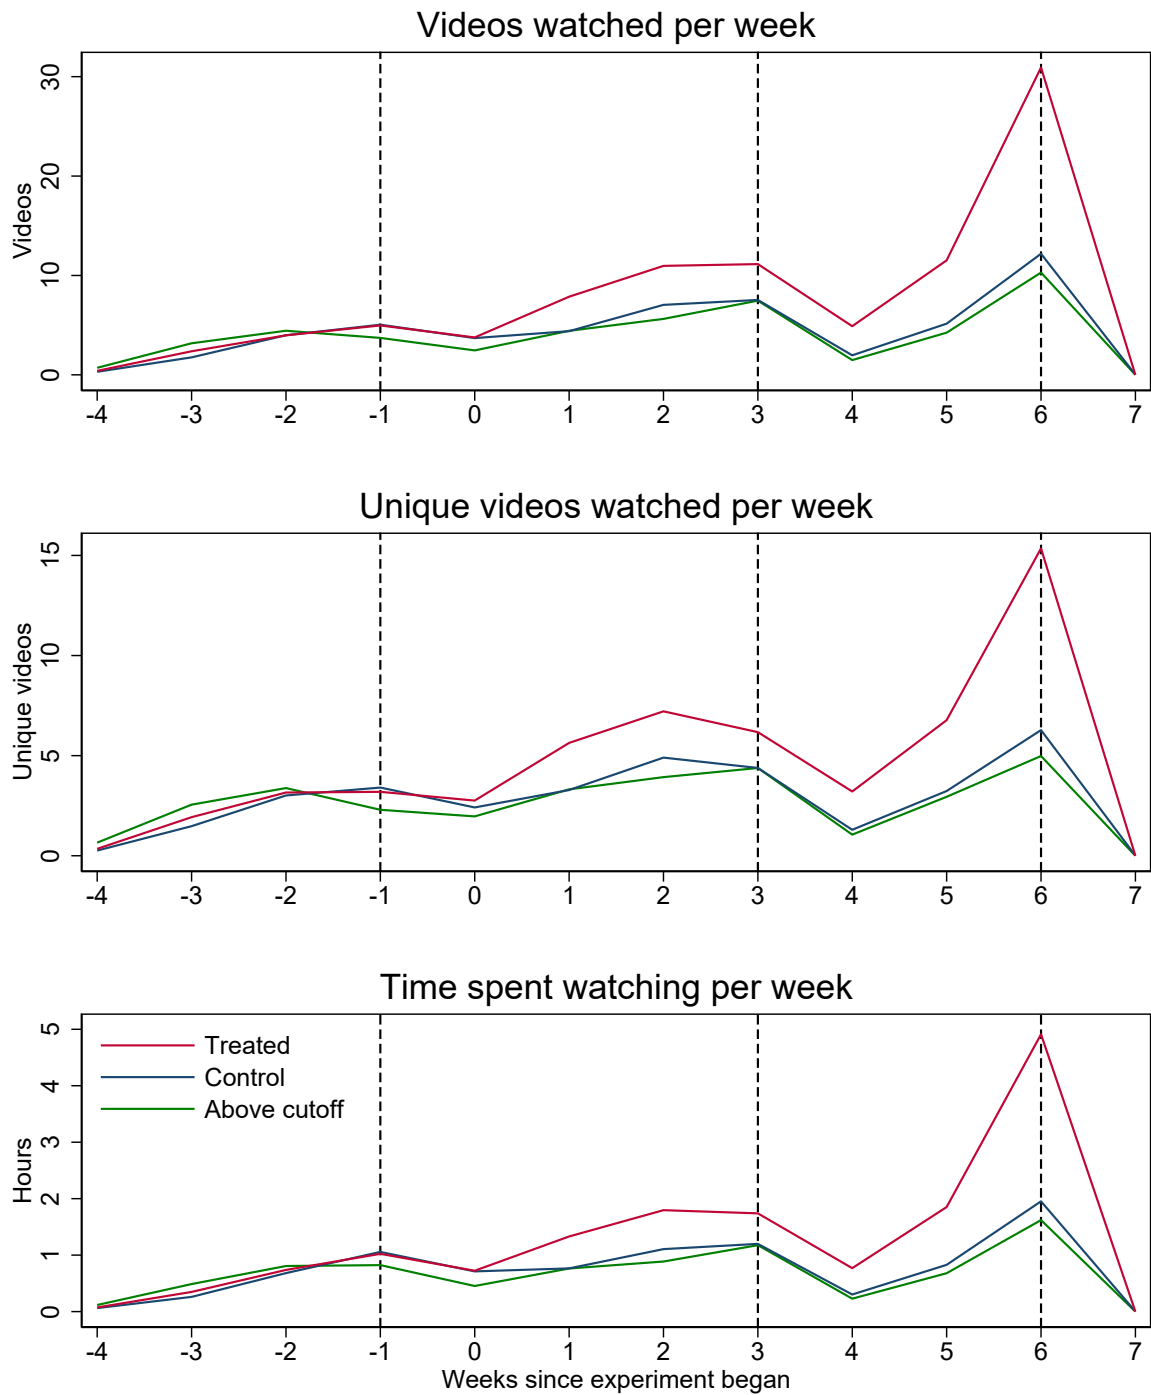 Videos watched per week
Videos
30
20
10
0
-4 -3 -2 -1 0 1 2 3 4 5 6 7
Unique videos watched per week
Unique videos
15
10
5
0
-4 -3 -2 -1 0 1 2 3 4 5 6 7
Time spent watching per week
Hours
5
4
3
2
1
0
Treated
Control
Above cutoff
-4 -3 -2 -1 0 1 2 3 4 5 6 7
Weeks since experiment began